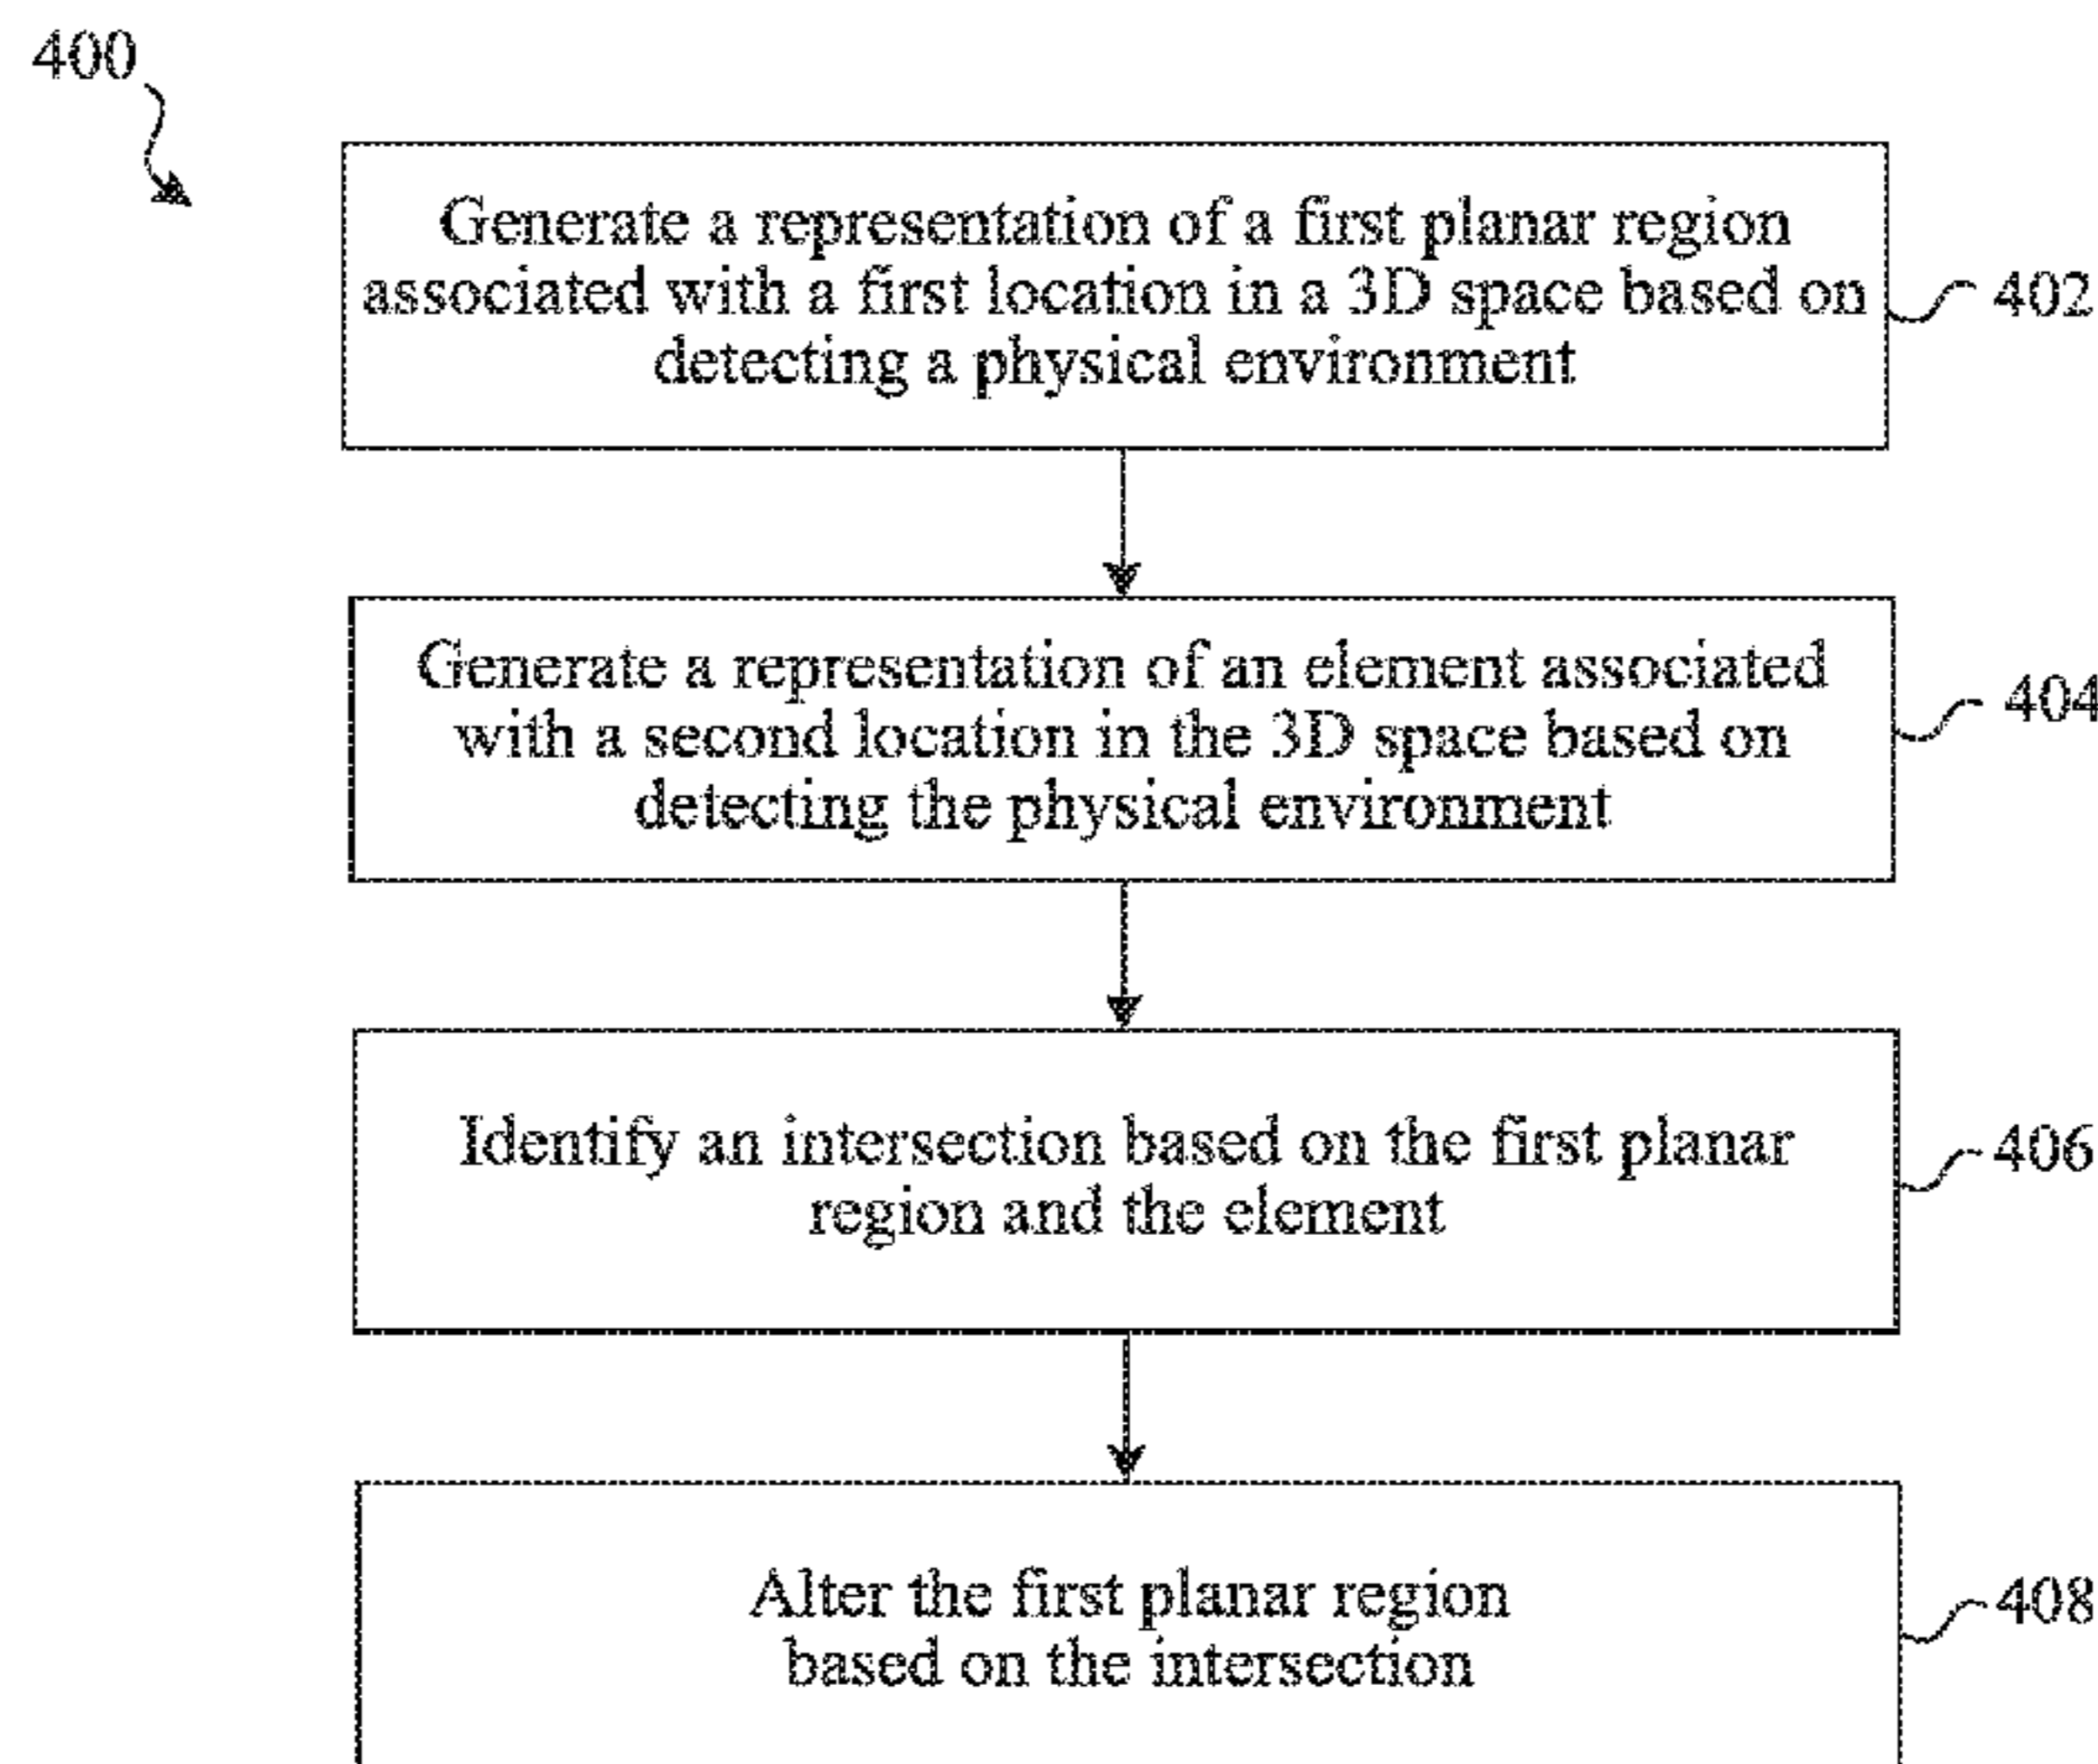 400
Generate a representation of a first planar region
associated with a first location in a 3D space based on
detecting a physical environment
402
Generate a representation of an element associated
with a second location in the 3D space based on
detecting the physical environment
404
Identify an intersection based on the first planar
region and the element
406
Alter the first planar region
based on the intersection
408